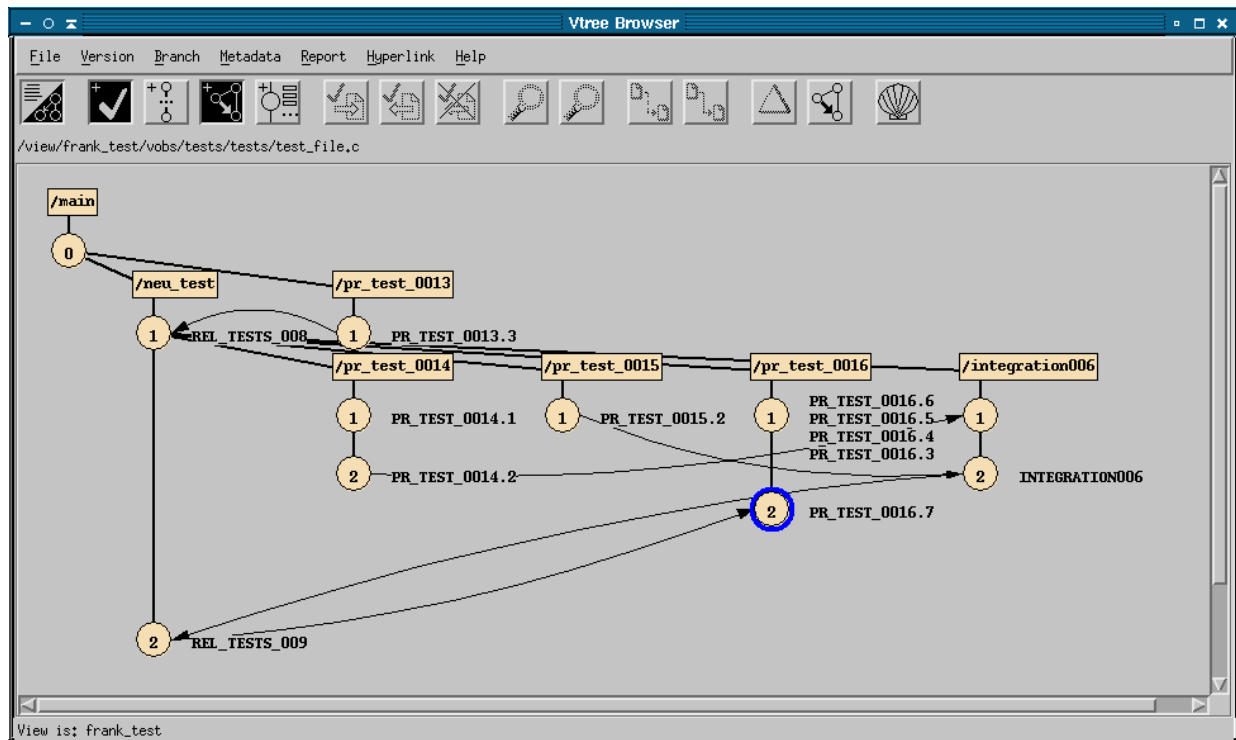 Vtree Browser
File Version Branch Metadata Report Hyperlink Help
/view/frank_test/vobs/tests/tests/test_file.c
/main
0
/neu_test /pr_test_0013
1 REL_TESTS_008 1 PR_TEST_0013.3
/pr_test_0014 /pr_test_0015 /pr_test_0016 /integration006
PR_TEST_0016.6
1 PR_TEST_0014.1 1 PR_TEST_0015.2 1 PR_TEST_0016.5 1
PR_TEST_0016.4
PR_TEST_0016.3
2 PR_TEST_0014.2 2 INTEGRATION006
2 PR_TEST_0016.7
2 REL_TESTS_009
View is: frank_test